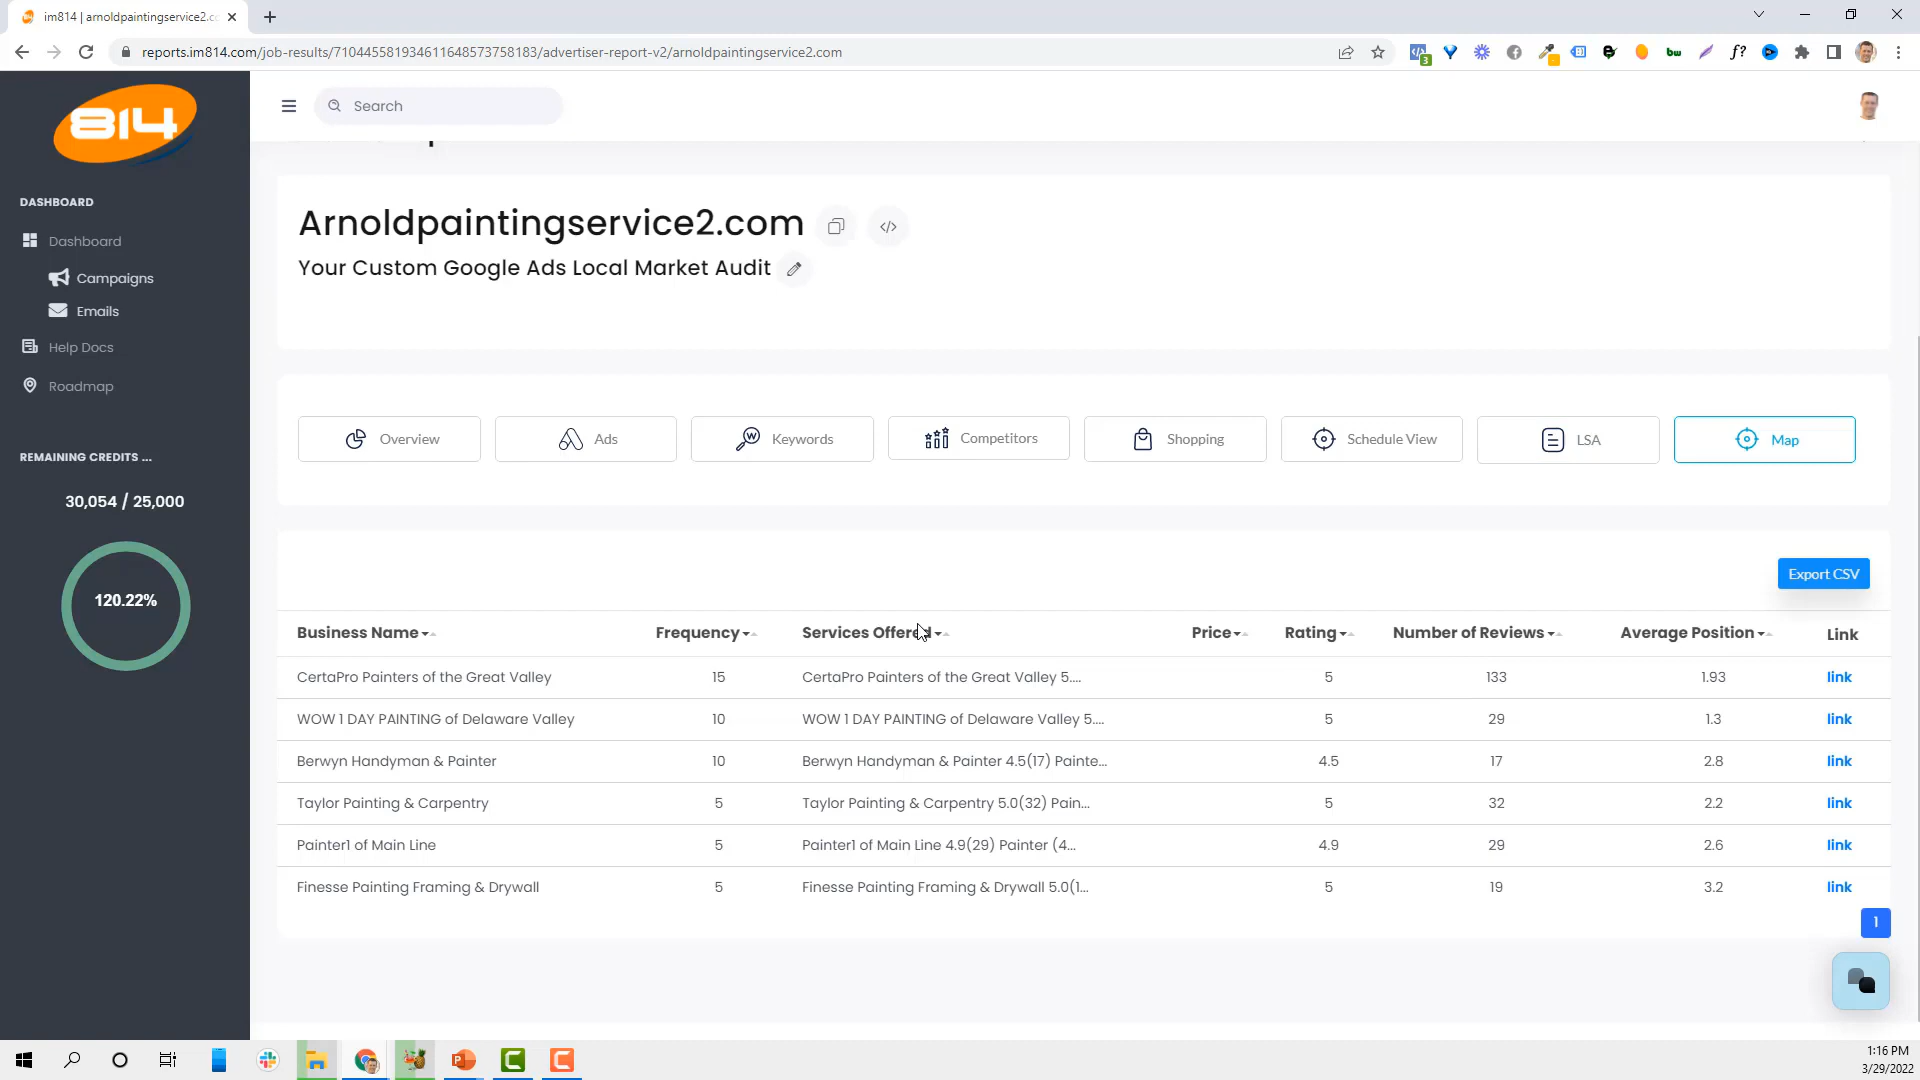 im814 | arnoldpaintingservice2.cc
reports.im814.com/job-results/710445581934611648573758183/advertiser-report-v2/arnoldpaintingservice2.com
3
bw
f?
814
Search
DASHBOARD
Dashboard
Campaigns
Emails
Help Docs
Roadmap
REMAINING CREDITS ...
30,054 / 25,000
120.22%
Arnoldpaintingservice2.com
Your Custom Google Ads Local Market Audit
Overview
Ads
Keywords
Competitors
Shopping
Schedule View
LSA
Map
Export CSV
Business Name Frequency Services Offered Price Rating Number of Reviews Average Position Link
CertaPro Painters of the Great Valley 15 CertaPro Painters of the Great Valley 5.... 5 133 1.93 link
WOW 1 DAY PAINTING of Delaware Valley 10 WOW 1 DAY PAINTING of Delaware Valley 5.... 5 29 1.3 link
Berwyn Handyman & Painter 10 Berwyn Handyman & Painter 4.5(17) Painte... 4.5 17 2.8 link
Taylor Painting & Carpentry 5 Taylor Painting & Carpentry 5.0(32) Pain... 5 32 2.2 link
Painter1 of Main Line 5 Painter1 of Main Line 4.9(29) Painter (4... 4.9 29 2.6 link
Finesse Painting Framing & Drywall 5 Finesse Painting Framing & Drywall 5.0(1... 5 19 3.2 link
1
1:16 PM
3/29/2022